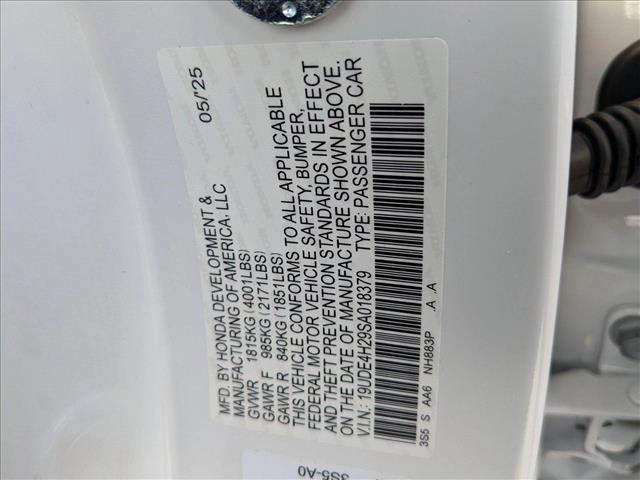 MFD. BY HONDA DEVELOPMENT & 05/'25
MANUFACTURING OF AMERICA, LLC
GVWR 1815KG(4001LBS)
GAWR F 985KG(2171LBS)
GAWR R 840KG(1851LBS)
THIS VEHICLE CONFORMS TO ALL APPLICABLE
FEDERAL MOTOR VEHICLE SAFETY, BUMPER,
AND THEFT PREVENTION STANDARDS IN EFFECT
ON DATE OF MANUFACTURE SHOWN ABOVE.
V.I.N.: 19UDE4H29SA018379 TYPE: PASSENGER CAR
3S5 S AA6 NH883P .A .A
3S5-A0